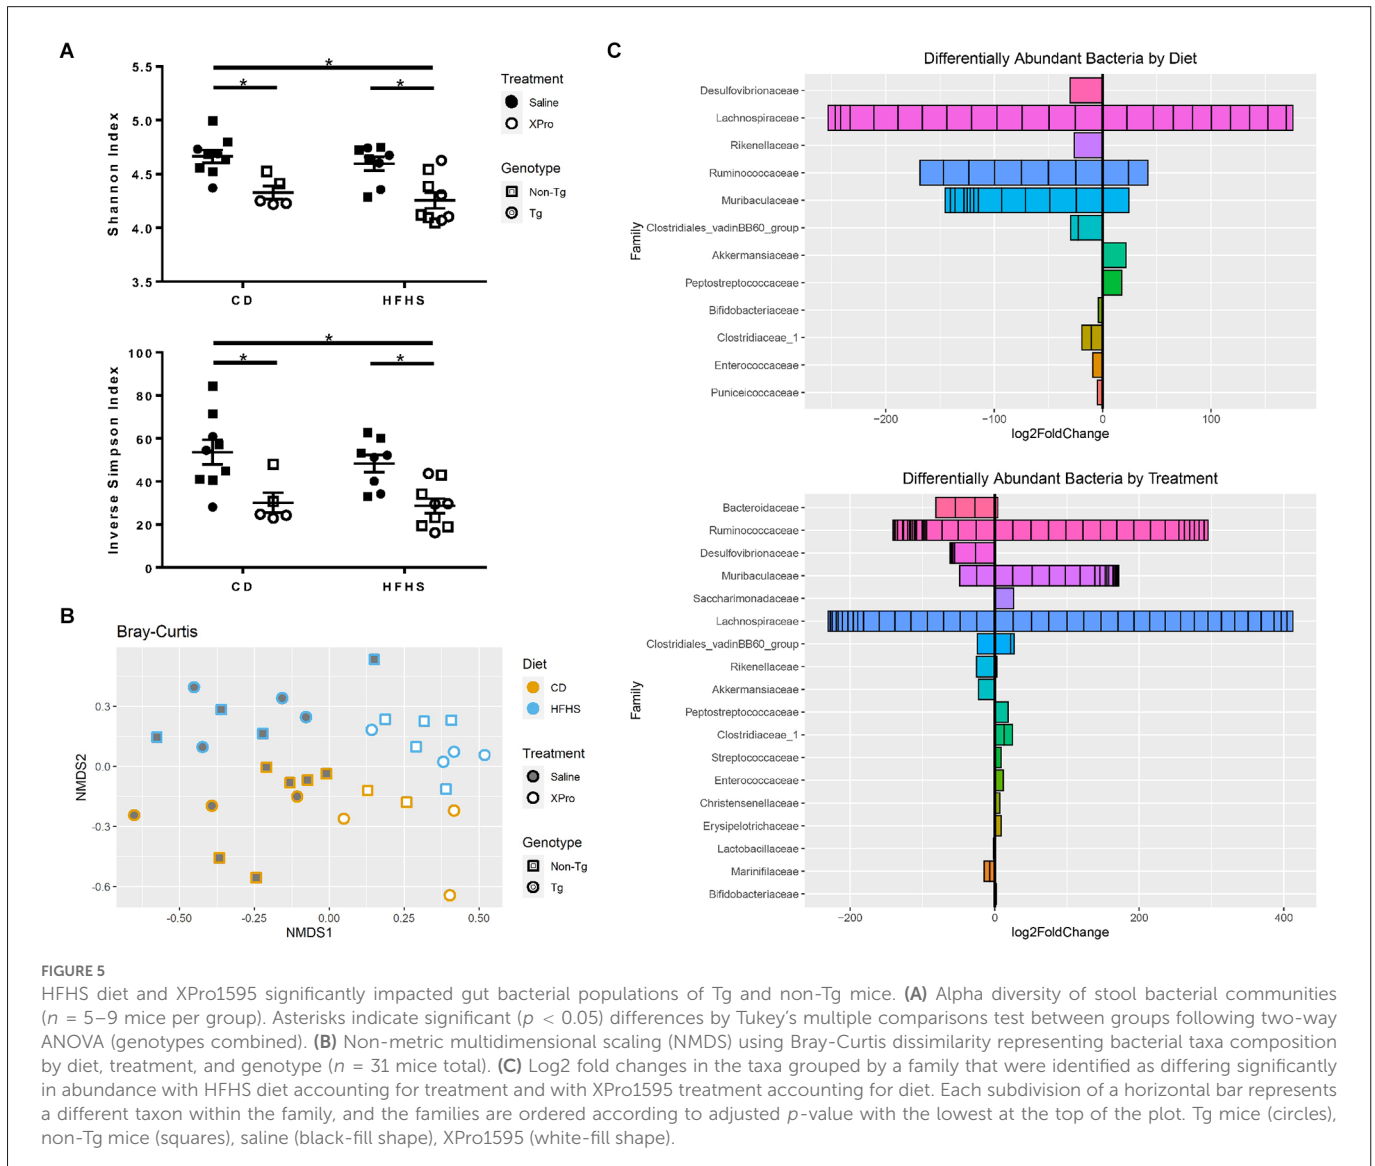 A
5.5
5.0
4.5
4.0
3.5
Shannon Index
*
*
*
CD
HFHS
Treatment
Saline
XPro
Genotype
Non-Tg
Tg
100
80
60
40
20
0
Inverse Simpson Index
*
*
*
CD
HFHS
B
Bray-Curtis
0.3
0.0
-0.3
-0.6
NMDS2
-0.50
-0.25
0.00
0.25
0.50
NMDS1
Diet
CD
HFHS
Treatment
Saline
XPro
Genotype
Non-Tg
Tg
C
Differentially Abundant Bacteria by Diet
Family
Desulfovibrionaceae
Lachnospiraceae
Rikenellaceae
Ruminococcaceae
Muribaculaceae
Clostridiales_vadinBB60_group
Akkermansiaceae
Peptostreptococcaceae
Bifidobacteriaceae
Clostridiaceae_1
Enterococcaceae
Puniceicoccaceae
−200
−100
0
100
log2FoldChange
Differentially Abundant Bacteria by Treatment
Family
Bacteroidaceae
Ruminococcaceae
Desulfovibrionaceae
Muribaculaceae
Saccharimonadaceae
Lachnospiraceae
Clostridiales_vadinBB60_group
Rikenellaceae
Akkermansiaceae
Peptostreptococcaceae
Clostridiaceae_1
Streptococcaceae
Enterococcaceae
Christensenellaceae
Erysipelotrichaceae
Lactobacillaceae
Marinifilaceae
Bifidobacteriaceae
−200
0
200
400
log2FoldChange
FIGURE 5
HFHS diet and XPro1595 significantly impacted gut bacterial populations of Tg and non-Tg mice. (A) Alpha diversity of stool bacterial communities
(n = 5–9 mice per group). Asterisks indicate significant (p < 0.05) differences by Tukey's multiple comparisons test between groups following two-way
ANOVA (genotypes combined). (B) Non-metric multidimensional scaling (NMDS) using Bray-Curtis dissimilarity representing bacterial taxa composition
by diet, treatment, and genotype (n = 31 mice total). (C) Log2 fold changes in the taxa grouped by a family that were identified as differing significantly
in abundance with HFHS diet accounting for treatment and with XPro1595 treatment accounting for diet. Each subdivision of a horizontal bar represents
a different taxon within the family, and the families are ordered according to adjusted p-value with the lowest at the top of the plot. Tg mice (circles),
non-Tg mice (squares), saline (black-fill shape), XPro1595 (white-fill shape).